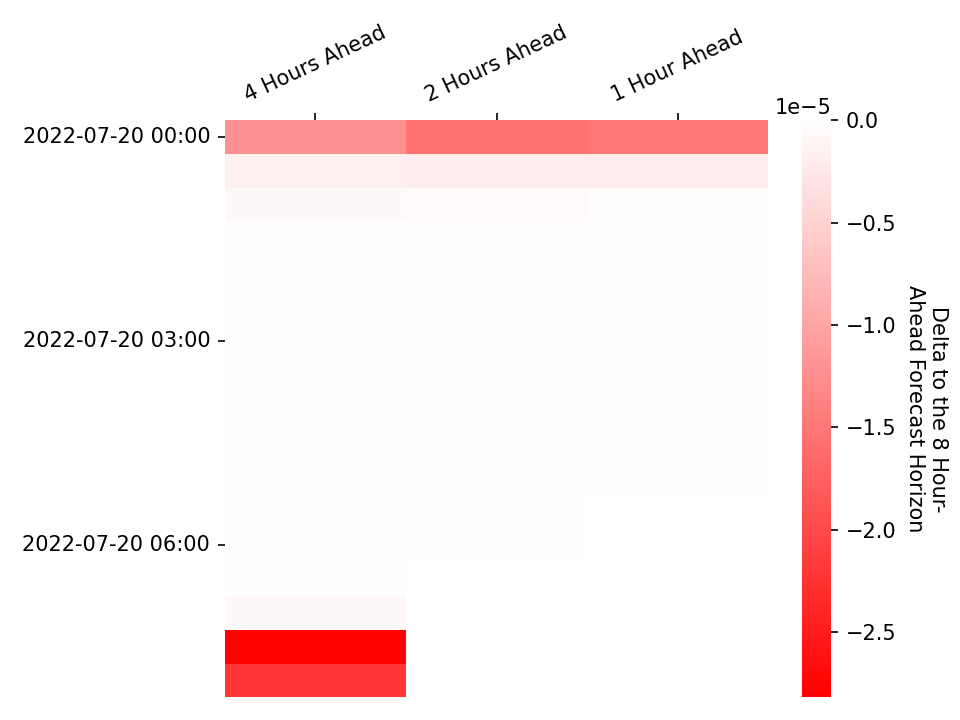 4 Hours Ahead
2 Hours Ahead
1 Hour Ahead
1e−5
2022-07-20 00:00
2022-07-20 03:00
2022-07-20 06:00
0.0
−0.5
−1.0
−1.5
−2.0
−2.5
Delta to the 8 Hour-
Ahead Forecast Horizon